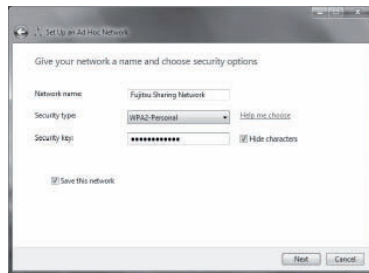 Set Up an Ad Hoc Network
Give your network a name and choose security options
Network name: Fujitsu Sharing Network
Security type: WPA2-Personal Help me choose
Security key: ●●●●●●●●●●●● Hide characters
Save this network
Next Cancel